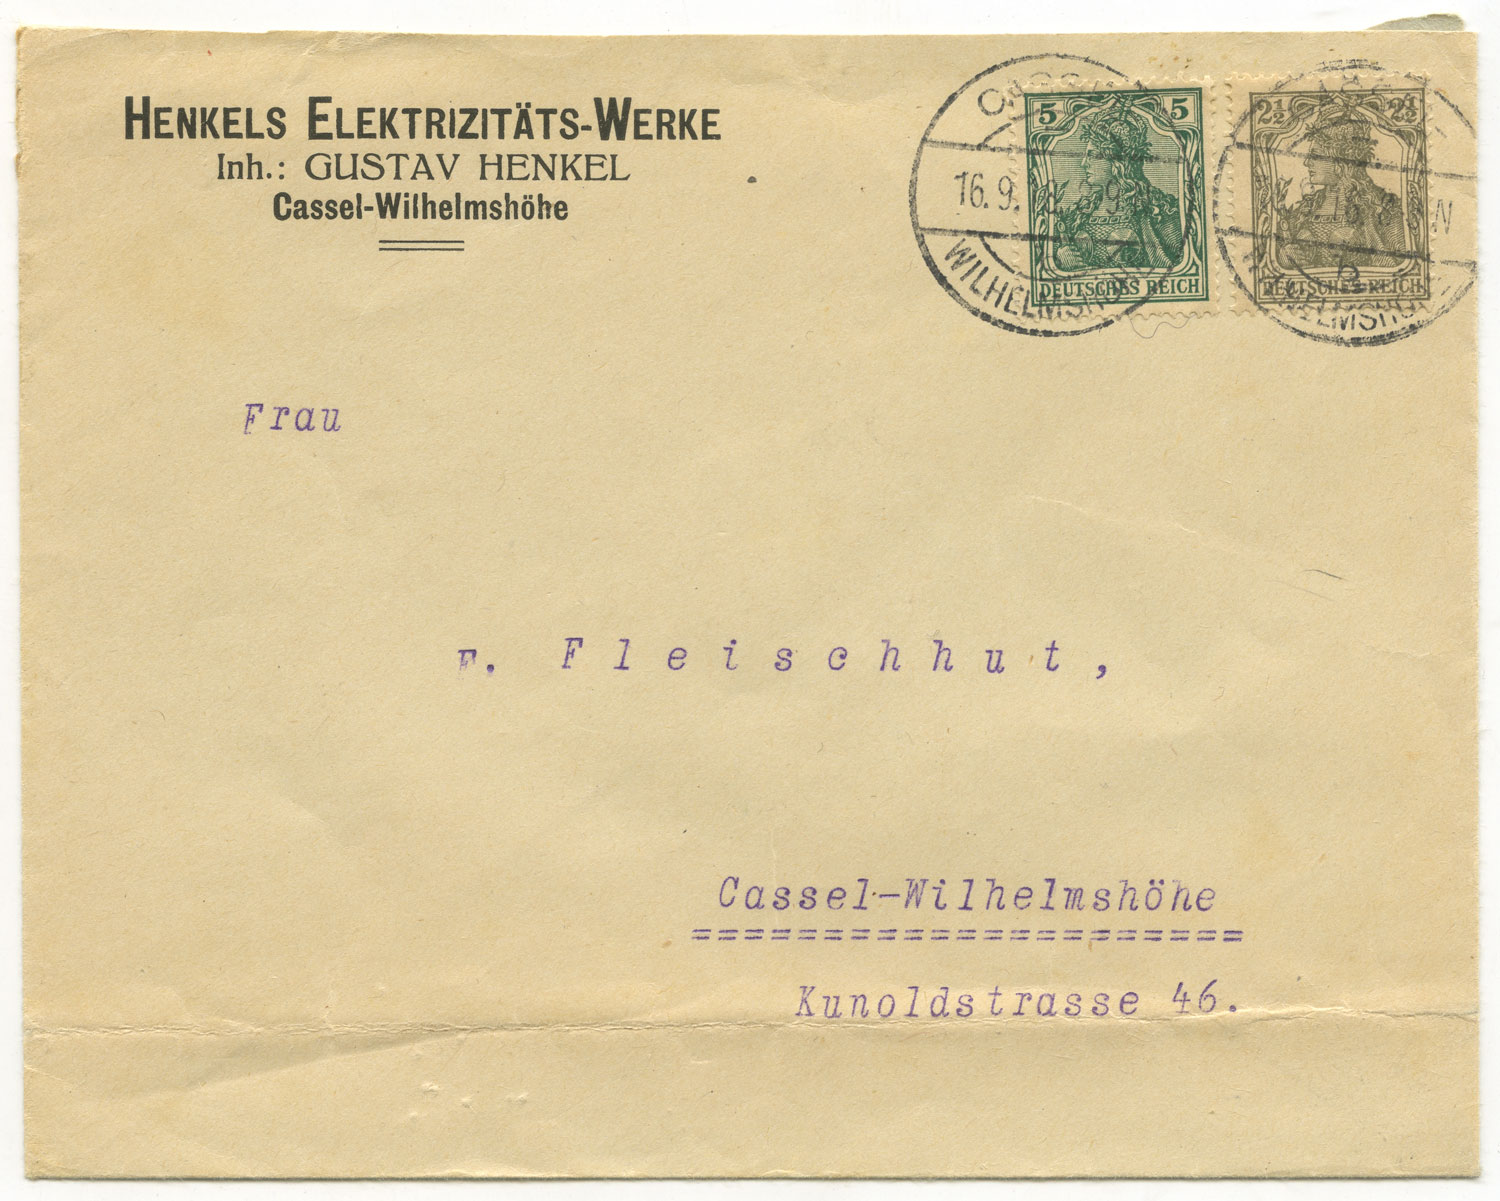 HENKELS ELEKTRIZITÄTS-WERKE
Inh.: GUSTAV HENKEL
Cassel-Wilhelmshöhe
5 5
DEUTSCHES REICH
2½ 2½
DEUTSCHES REICH
16. 9.
WILHELMSHÖHE
b
WILHELMSHÖHE
Frau
F. Fleischhut,
Cassel-Wilhelmshöhe
=====================
Kunoldstrasse 46.